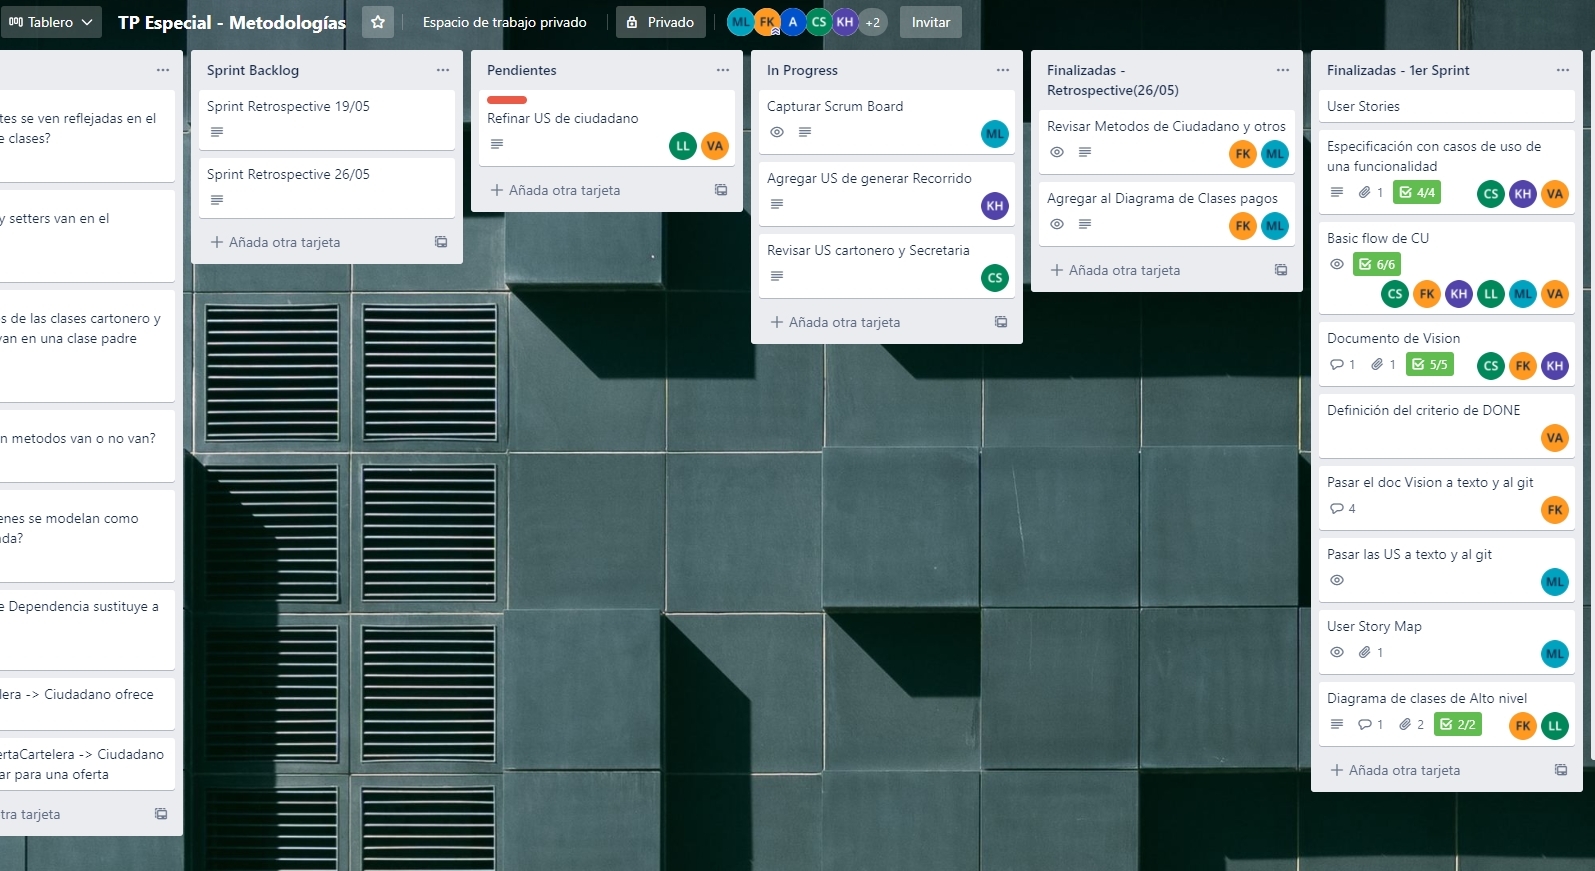 Tablero
TP Especial - Metodologías
Espacio de trabajo privado
Privado
ML FK A CS KH +2
Invitar
tes se ven reflejadas en el
e clases?
y setters van en el
s de las clases cartonero y
van en una clase padre
n metodos van o no van?
enes se modelan como
ada?
e Dependencia sustituye a
lera -> Ciudadano ofrece
ertaCartelera -> Ciudadano
ar para una oferta
tra tarjeta
Sprint Backlog
Sprint Retrospective 19/05
Sprint Retrospective 26/05
Añada otra tarjeta
Pendientes
Refinar US de ciudadano
LL VA
Añada otra tarjeta
In Progress
Capturar Scrum Board
ML
Agregar US de generar Recorrido
KH
Revisar US cartonero y Secretaria
CS
Añada otra tarjeta
Finalizadas -
Retrospective(26/05)
Revisar Metodos de Ciudadano y otros
FK ML
Agregar al Diagrama de Clases pagos
FK ML
Añada otra tarjeta
Finalizadas - 1er Sprint
User Stories
Especificación con casos de uso de
una funcionalidad
1 4/4 CS KH VA
Basic flow de CU
6/6
CS FK KH LL ML VA
Documento de Vision
1 1 5/5 CS FK KH
Definición del criterio de DONE
VA
Pasar el doc Vision a texto y al git
4 FK
Pasar las US a texto y al git
ML
User Story Map
1 ML
Diagrama de clases de Alto nivel
1 2 2/2 FK LL
Añada otra tarjeta